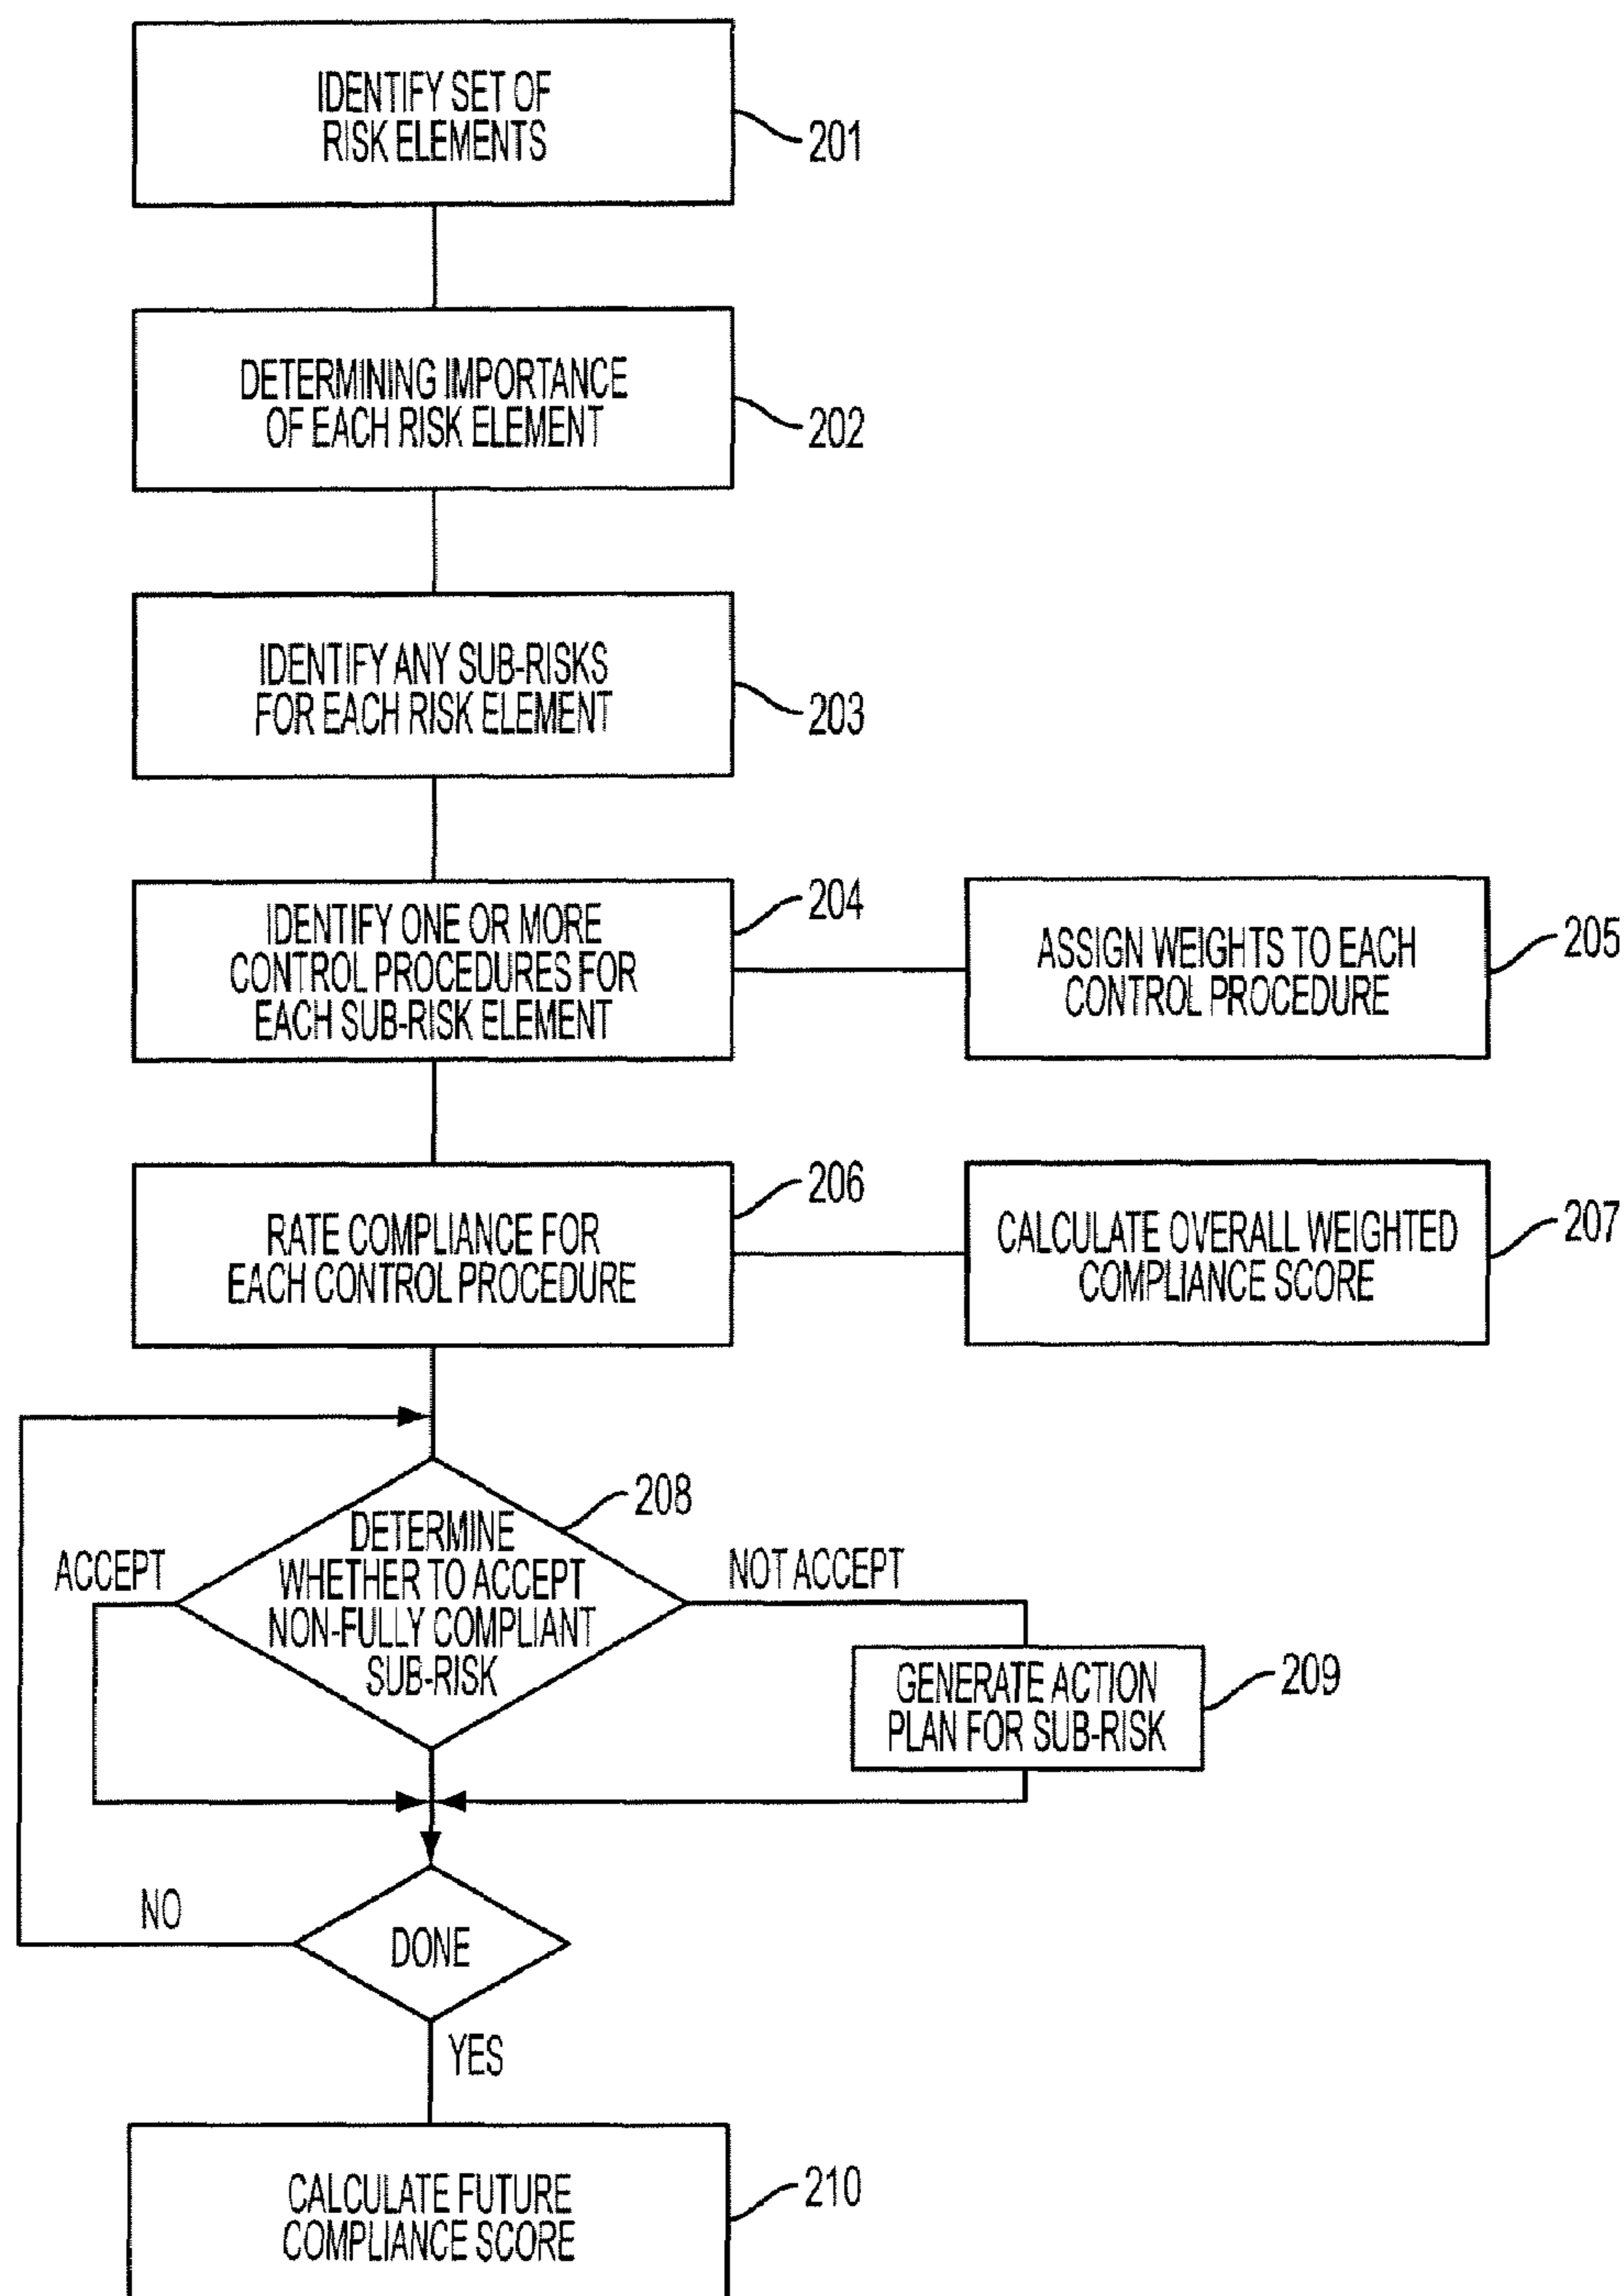 IDENTIFY SET OF
RISK ELEMENTS
201
DETERMINING IMPORTANCE
OF EACH RISK ELEMENT
202
IDENTIFY ANY SUB-RISKS
FOR EACH RISK ELEMENT
203
IDENTIFY ONE OR MORE
CONTROL PROCEDURES FOR
EACH SUB-RISK ELEMENT
204
ASSIGN WEIGHTS TO EACH
CONTROL PROCEDURE
205
RATE COMPLIANCE FOR
EACH CONTROL PROCEDURE
206
CALCULATE OVERALL WEIGHTED
COMPLIANCE SCORE
207
DETERMINE
WHETHER TO ACCEPT
NON-FULLY COMPLIANT
SUB-RISK
208
ACCEPT
NOT ACCEPT
GENERATE ACTION
PLAN FOR SUB-RISK
209
DONE
NO
YES
CALCULATE FUTURE
COMPLIANCE SCORE
210